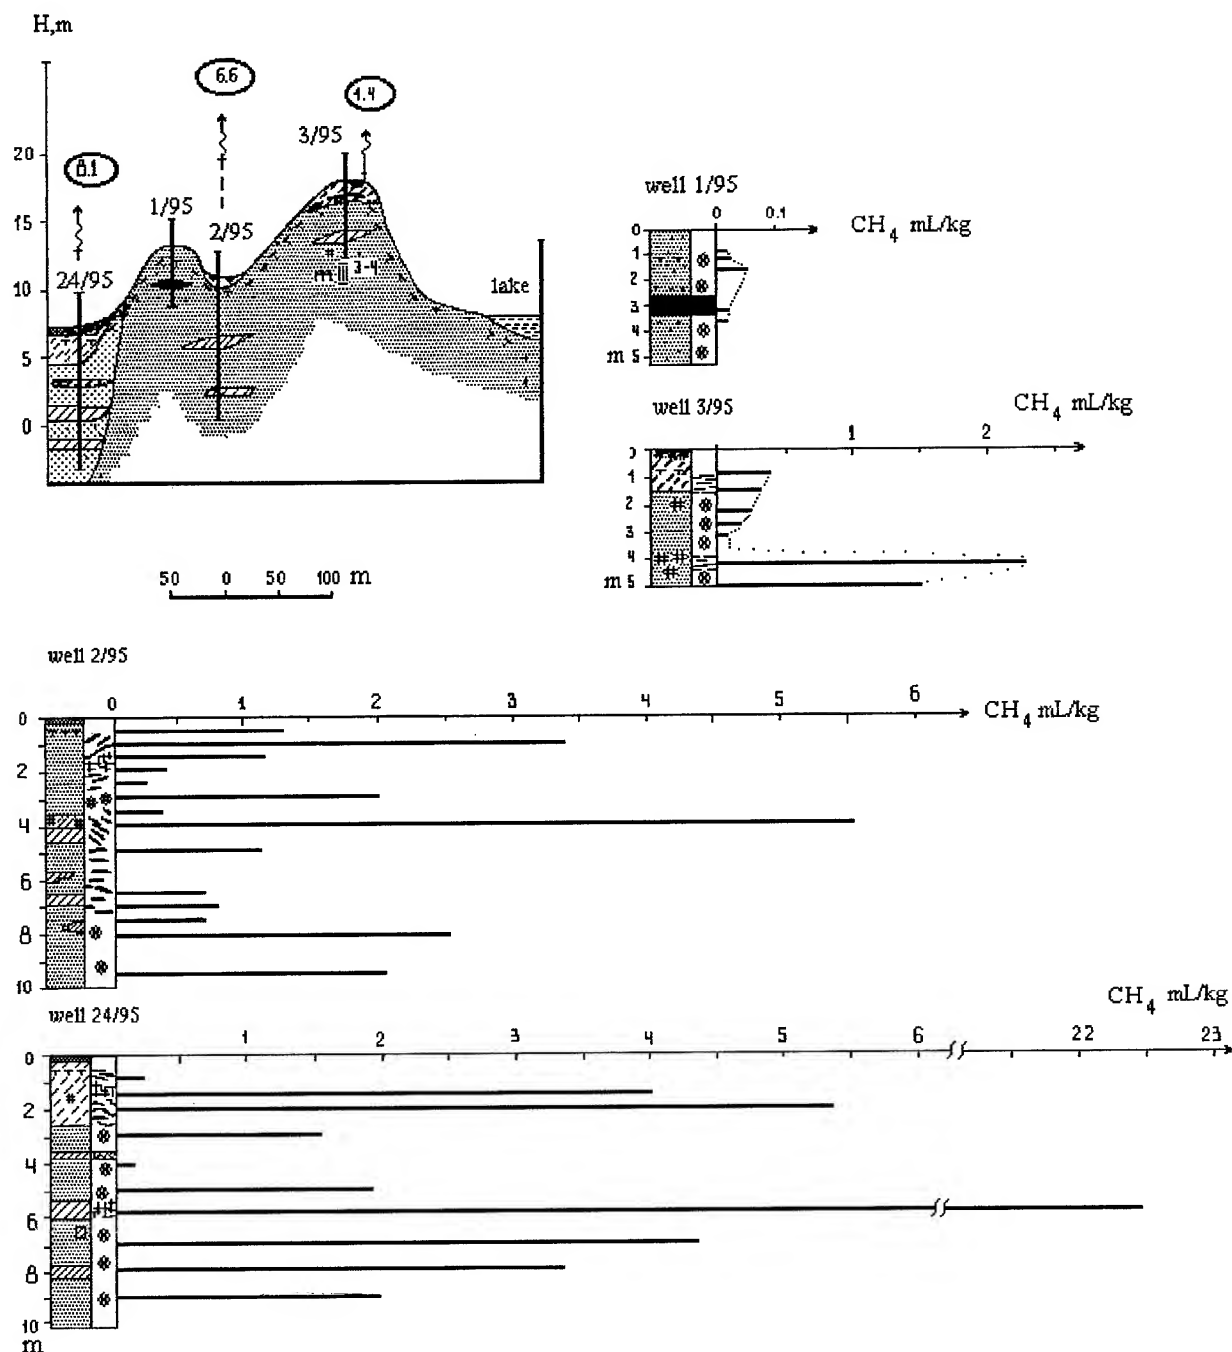 H,m
6.6
1.4
3/95
20
8.1
1/95
15
2/95
24/95
3-4
m III
10
lake
5
0
50 0 50 100 m
well 1/95
0 0.1
CH4 mL/kg
0
1
2
3
4
m 5
well 3/95
CH4 mL/kg
1 2
0
1
2
3
4
m 5
well 2/95
0 1 2 3 4 5 6
CH4 mL/kg
0
2
4
6
8
10
well 24/95
CH4 mL/kg
1 2 3 4 5 6 22 23
0
2
4
6
8
10
m